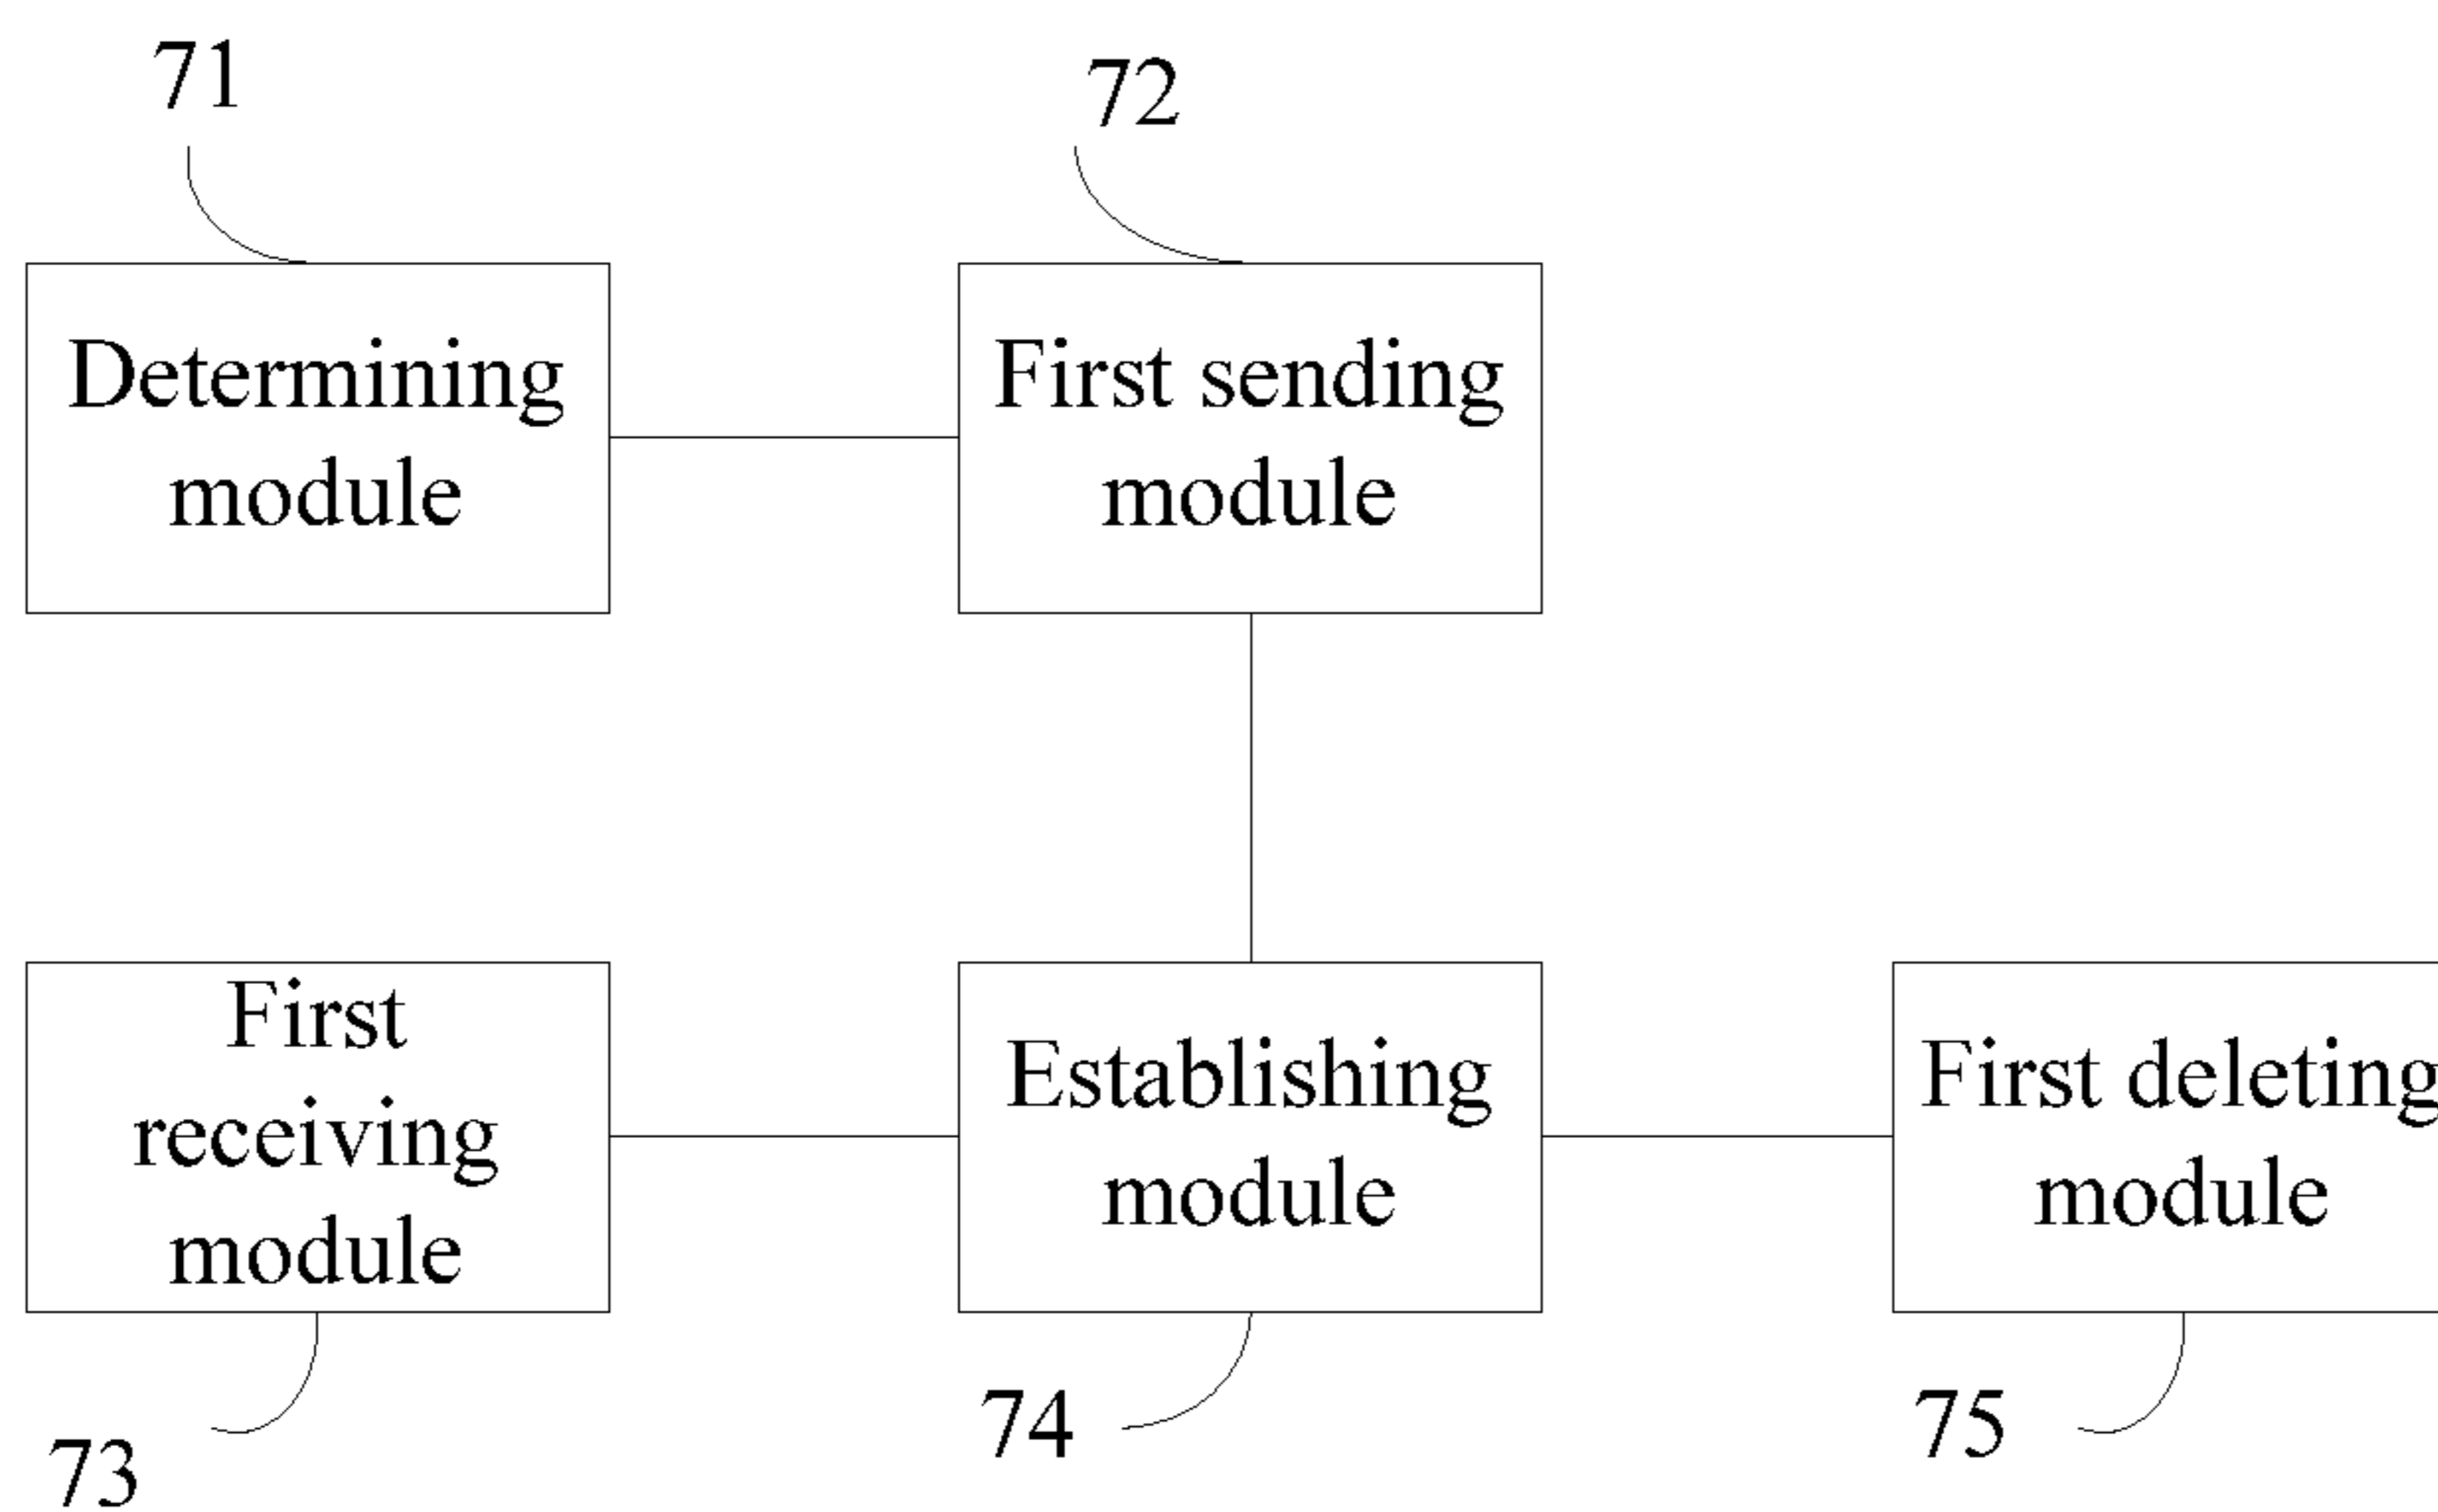 71
72
Determining
module
First sending
module
First
receiving
module
Establishing
module
First deleting
module
73
74
75